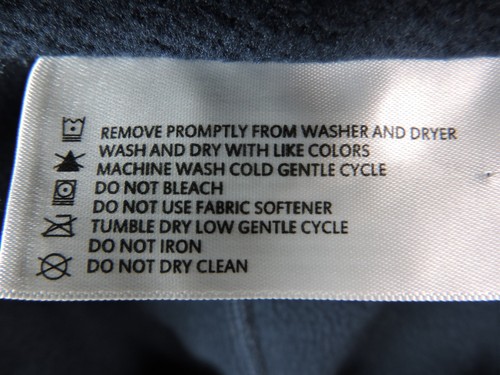 REMOVE PROMPTLY FROM WASHER AND DRYER
WASH AND DRY WITH LIKE COLORS
MACHINE WASH COLD GENTLE CYCLE
DO NOT BLEACH
DO NOT USE FABRIC SOFTENER
TUMBLE DRY LOW GENTLE CYCLE
DO NOT IRON
DO NOT DRY CLEAN